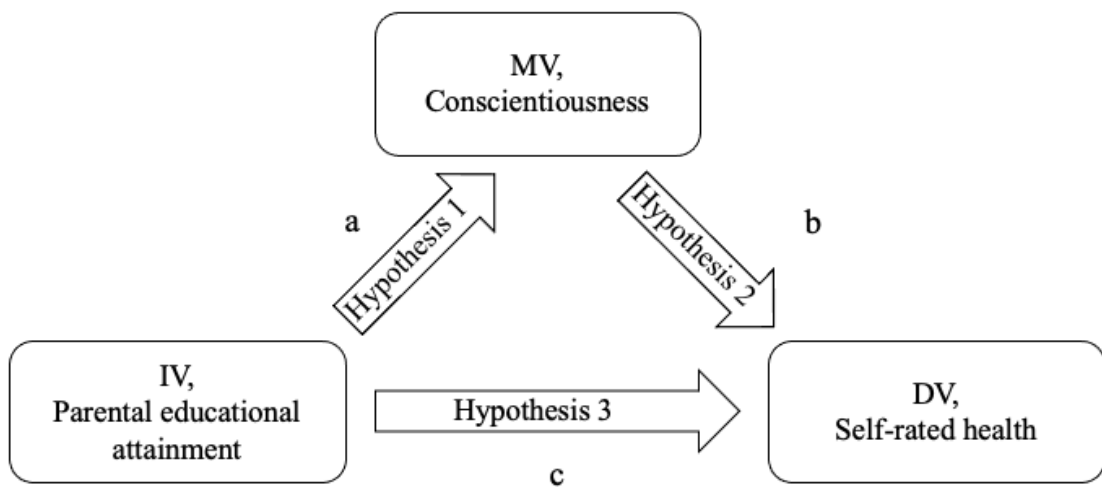 MV,
Conscientiousness
a
Hypothesis 1
Hypothesis 2
b
IV,
Parental educational
attainment
Hypothesis 3
c
DV,
Self-rated health